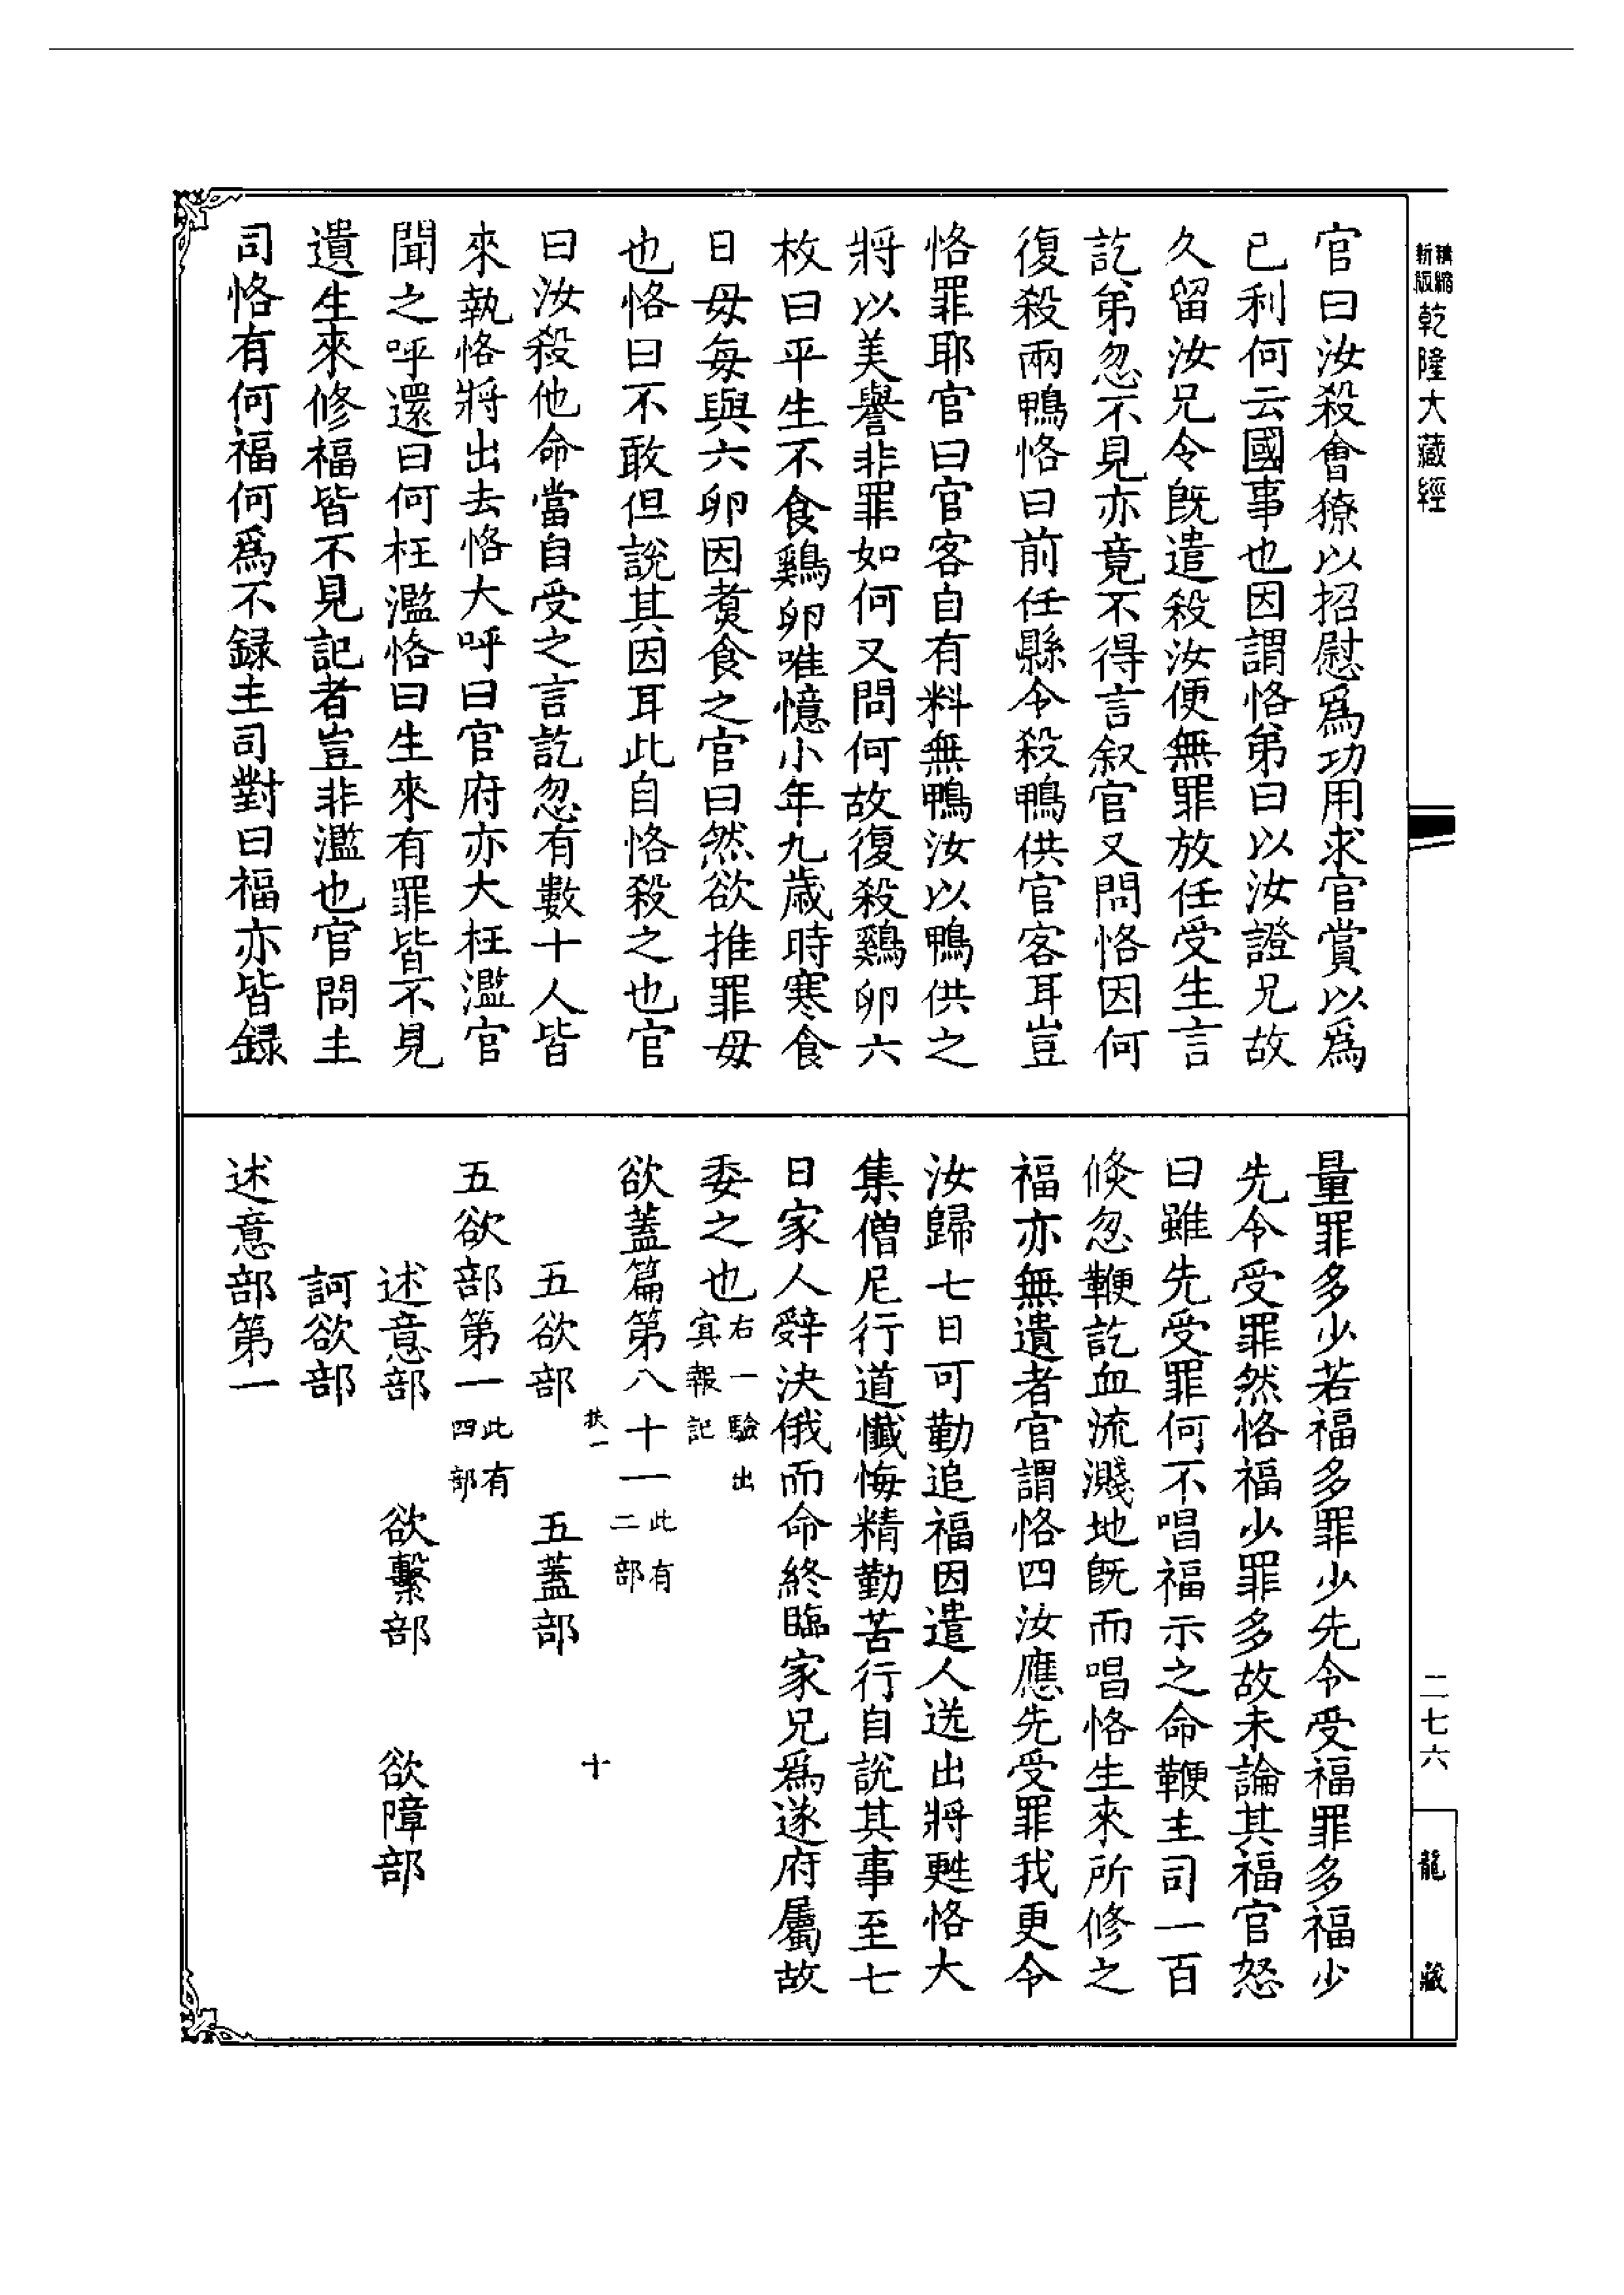 精縮新版乾隆大藏經
官曰汝殺會獠以招慰爲功用求官賞以爲
已利何云國事也因謂恪弟曰以汝證兄故
久留汝兄今既遣殺汝便無罪放任受生言
訖弟忽不見亦竟不得言叙官又問恪因何
復殺兩鴨恪曰前任縣令殺鴨供官客耳豈
恪罪耶官曰官客自有料無鴨汝以鴨供之
將以美譽非罪如何又問何故復殺鷄卵六
枚曰平生不食鷄卵唯憶小年九歲時寒食
日母每與六卵因煑食之官曰然欲推罪母
也恪曰不敢但說其因耳此自恪殺之也官
曰汝殺他命當自受之言訖忽有數十人皆
來執恪將出去恪大呼曰官府亦大枉濫官
聞之呼還曰何枉濫恪曰生來有罪皆不見
遺生來修福皆不見記者豈非濫也官問主
司恪有何福何爲不録主司對曰福亦皆録
量罪多少若福多罪少先令受福罪多福少
先令受罪然恪福少罪多故未論其福官怒
曰雖先受罪何不唱福示之命鞭主司一百
倏忽鞭訖血流濺地既而唱恪生來所修之
福亦無遺者官謂恪四汝應先受罪我更令
汝歸七日可勤追福因遣人送出將甦恪大
集僧尼行道懺悔精勤苦行自說其事至七
日家人辤決俄而命終臨家兄爲遂府屬故
委之也右一驗出㝠報記
欲蓋篇第八十一此有二部
扶一
十
五欲部 五蓋部
五欲部第一此有四部
述意部 欲繫部 欲障部
訶欲部
述意部第一
二七六
龍藏